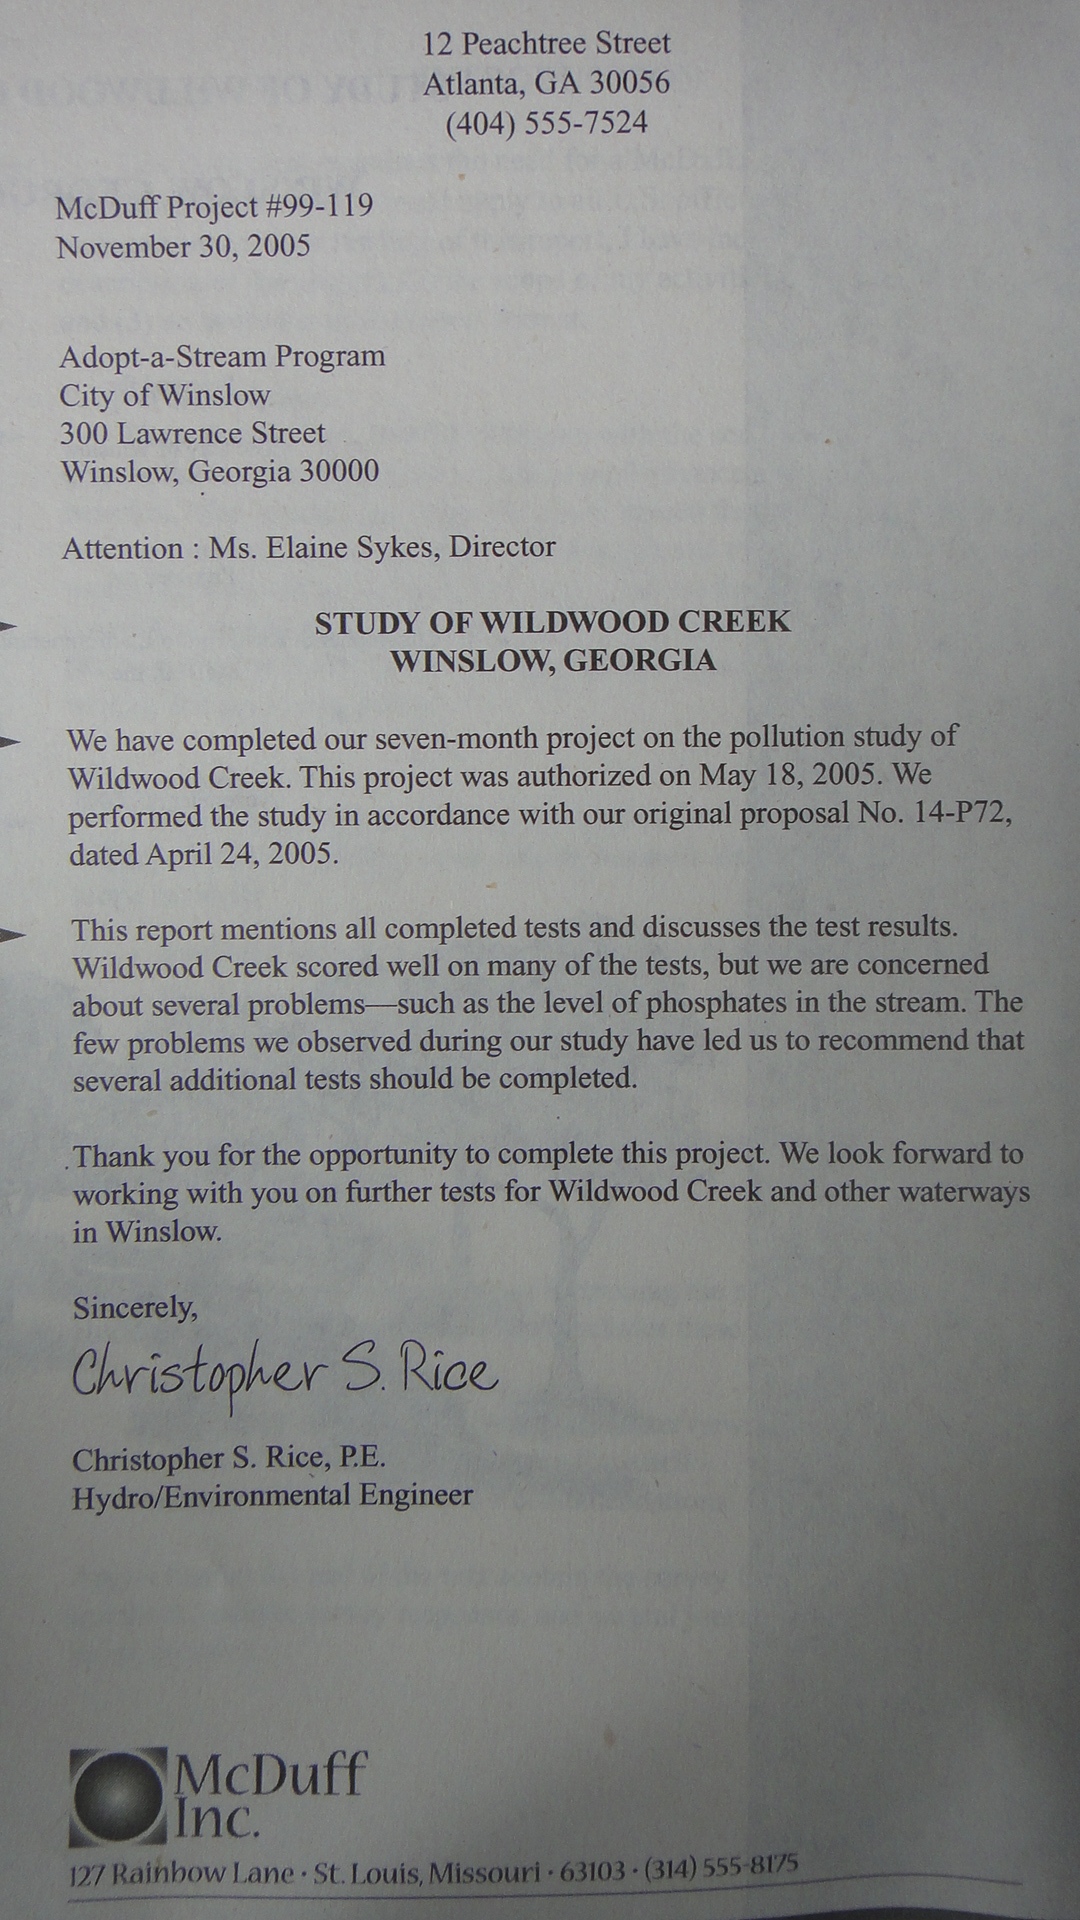 12 Peachtree Street
Atlanta, GA 30056
(404) 555-7524
McDuff Project #99-119
November 30, 2005
Adopt-a-Stream Program
City of Winslow
300 Lawrence Street
Winslow, Georgia 30000
Attention : Ms. Elaine Sykes, Director
STUDY OF WILDWOOD CREEK
WINSLOW, GEORGIA
We have completed our seven-month project on the pollution study of
Wildwood Creek. This project was authorized on May 18, 2005. We
performed the study in accordance with our original proposal No. 14-P72,
dated April 24, 2005.
This report mentions all completed tests and discusses the test results.
Wildwood Creek scored well on many of the tests, but we are concerned
about several problems—such as the level of phosphates in the stream. The
few problems we observed during our study have led us to recommend that
several additional tests should be completed.
Thank you for the opportunity to complete this project. We look forward to
working with you on further tests for Wildwood Creek and other waterways
in Winslow.
Sincerely,
Christopher S. Rice
Christopher S. Rice, P.E.
Hydro/Environmental Engineer
McDuff
Inc.
127 Rainbow Lane · St. Louis, Missouri · 63103 · (314) 555-8175